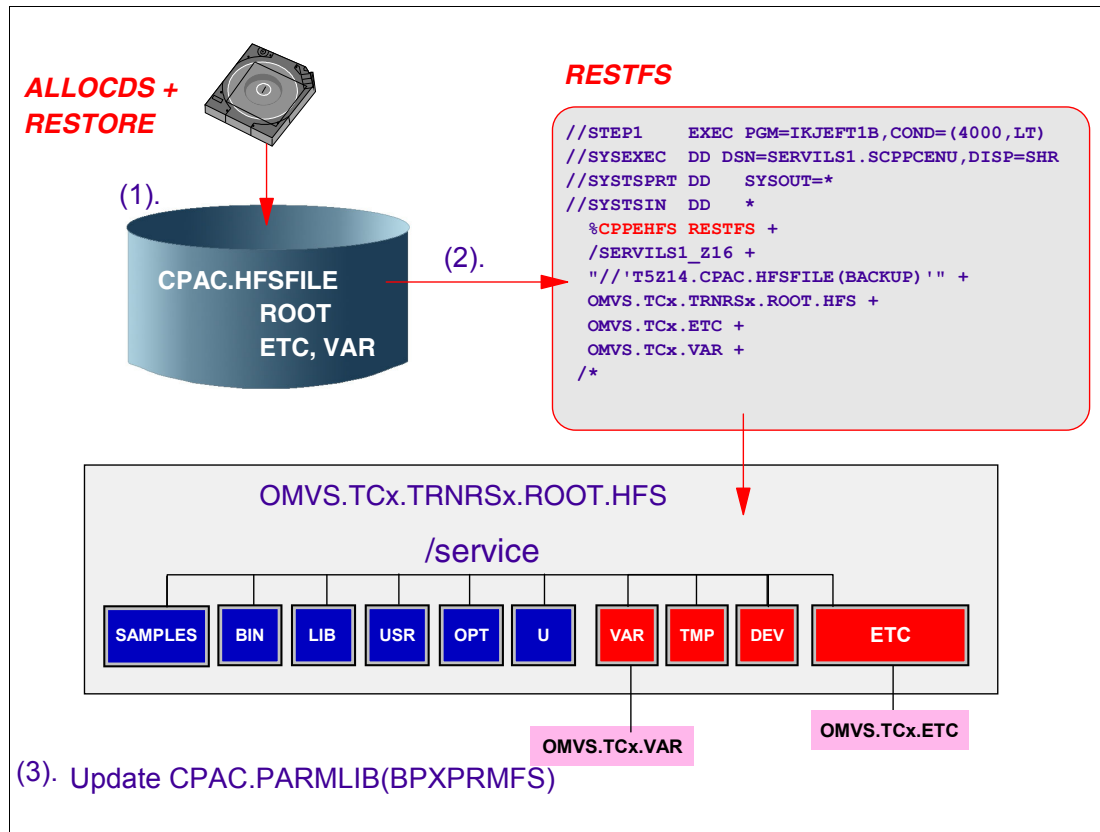 ALLOCDS +
RESTORE
(1).
CPAC.HFSFILE
ROOT
ETC, VAR
(2).
RESTFS
//STEP1 EXEC PGM=IKJEFT1B,COND=(4000,LT)
//SYSEXEC DD DSN=SERVILS1.SCPPCENU,DISP=SHR
//SYSTSPRT DD SYSOUT=*
//SYSTSIN DD *
%CPPEHFS RESTFS +
/SERVILS1_Z16 +
"//'T5Z14.CPAC.HFSFILE(BACKUP)'" +
OMVS.TCx.TRNRSx.ROOT.HFS +
OMVS.TCx.ETC +
OMVS.TCx.VAR +
/*
OMVS.TCx.TRNRSx.ROOT.HFS
/service
SAMPLES BIN LIB USR OPT U VAR TMP DEV ETC
OMVS.TCx.VAR
OMVS.TCx.ETC
(3). Update CPAC.PARMLIB(BPXPRMFS)